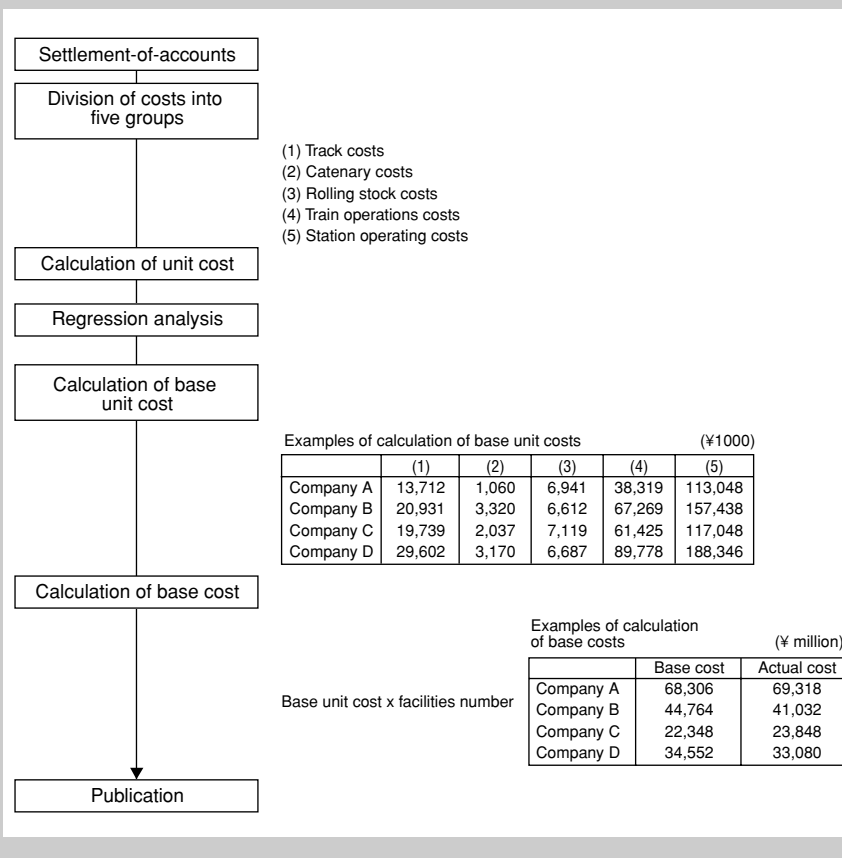 Settlement-of-accounts
Division of costs into
five groups
(1) Track costs
(2) Catenary costs
(3) Rolling stock costs
(4) Train operations costs
(5) Station operating costs
Calculation of unit cost
Regression analysis
Calculation of base
unit cost
Examples of calculation of base unit costs (¥1000)
(1) (2) (3) (4) (5)
Company A 13,712 1,060 6,941 38,319 113,048
Company B 20,931 3,320 6,612 67,269 157,438
Company C 19,739 2,037 7,119 61,425 117,048
Company D 29,602 3,170 6,687 89,778 188,346
Calculation of base cost
Examples of calculation
of base costs (¥ million)
Base cost Actual cost
Base unit cost x facilities number
Company A 68,306 69,318
Company B 44,764 41,032
Company C 22,348 23,848
Company D 34,552 33,080
Publication